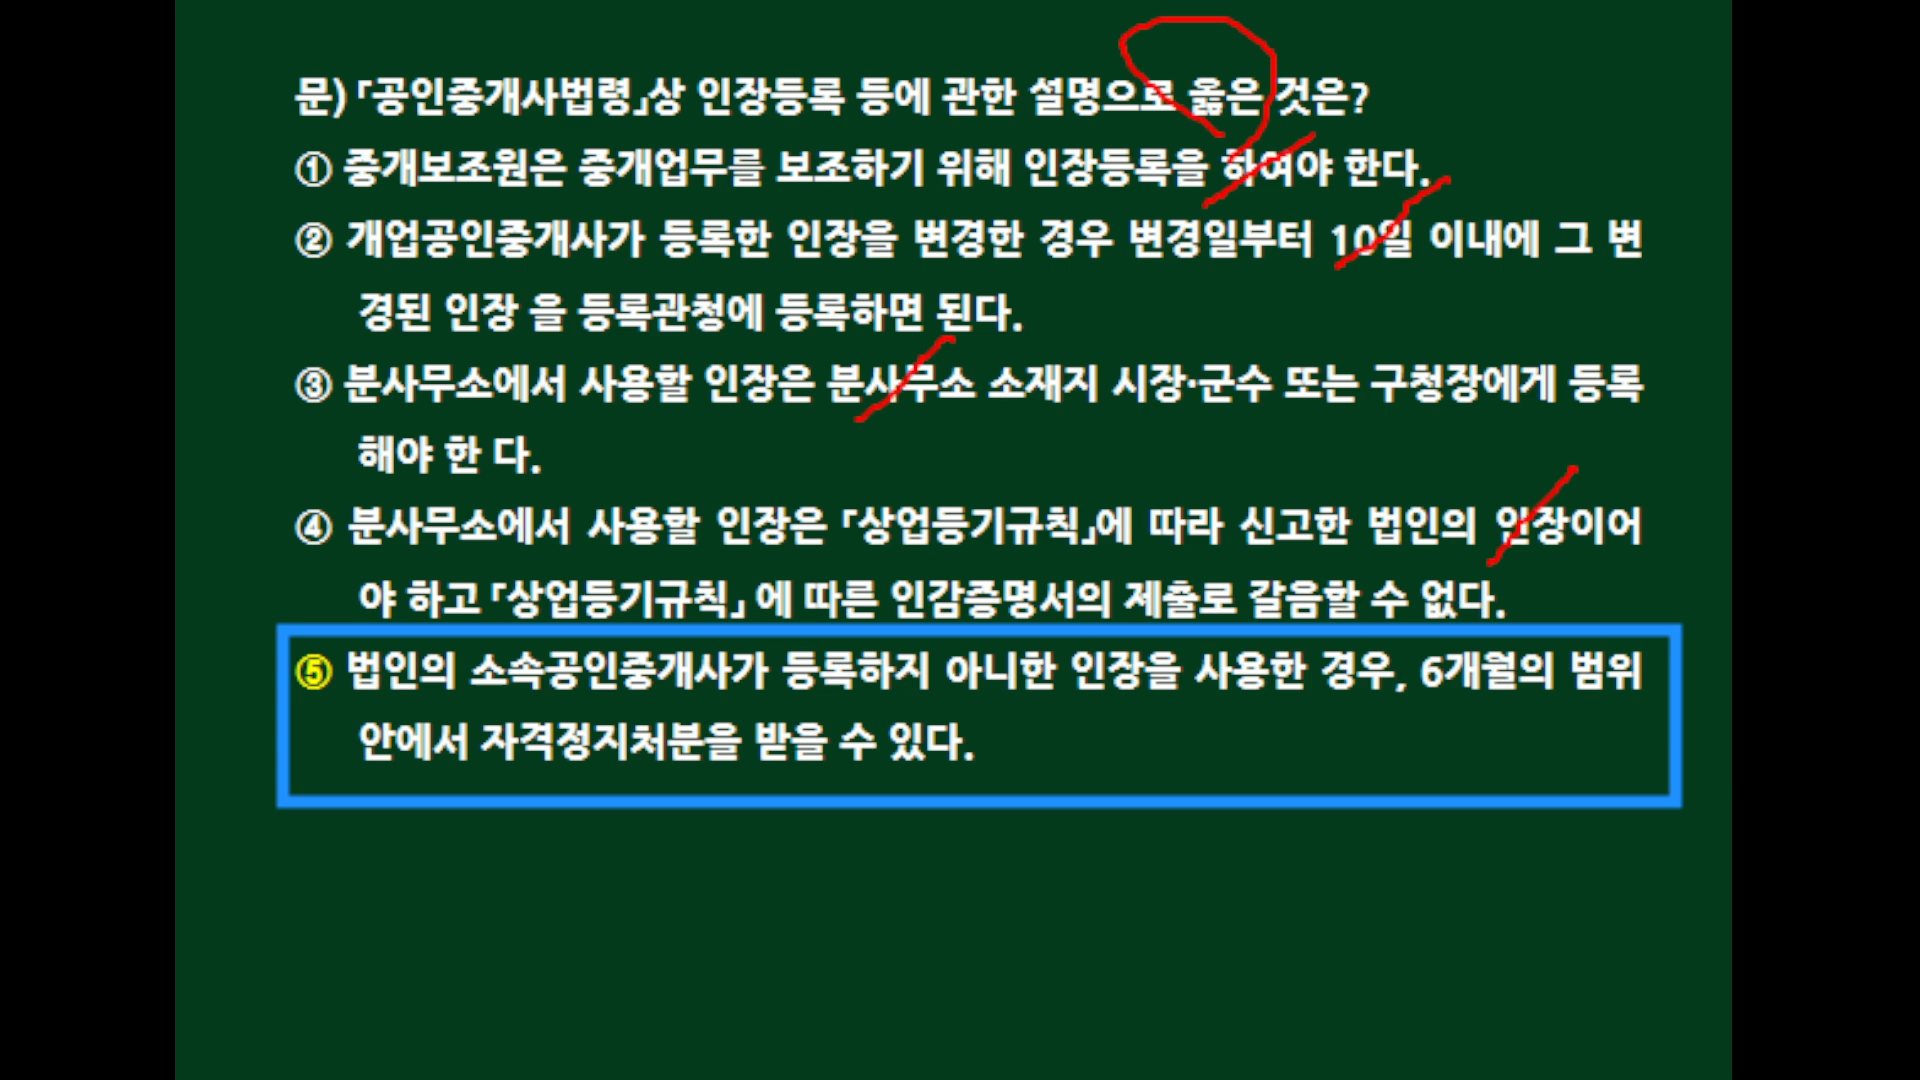 문) 「공인중개사법령」상 인장등록 등에 관한 설명으로 옳은 것은?
① 중개보조원은 중개업무를 보조하기 위해 인장등록을 하여야 한다.
② 개업공인중개사가 등록한 인장을 변경한 경우 변경일부터 10일 이내에 그 변
경된 인장 을 등록관청에 등록하면 된다.
③ 분사무소에서 사용할 인장은 분사무소 소재지 시장·군수 또는 구청장에게 등록
해야 한 다.
④ 분사무소에서 사용할 인장은 「상업등기규칙」에 따라 신고한 법인의 인장이어
야 하고 「상업등기규칙」 에 따른 인감증명서의 제출로 갈음할 수 없다.
⑤ 법인의 소속공인중개사가 등록하지 아니한 인장을 사용한 경우, 6개월의 범위
안에서 자격정지처분을 받을 수 있다.